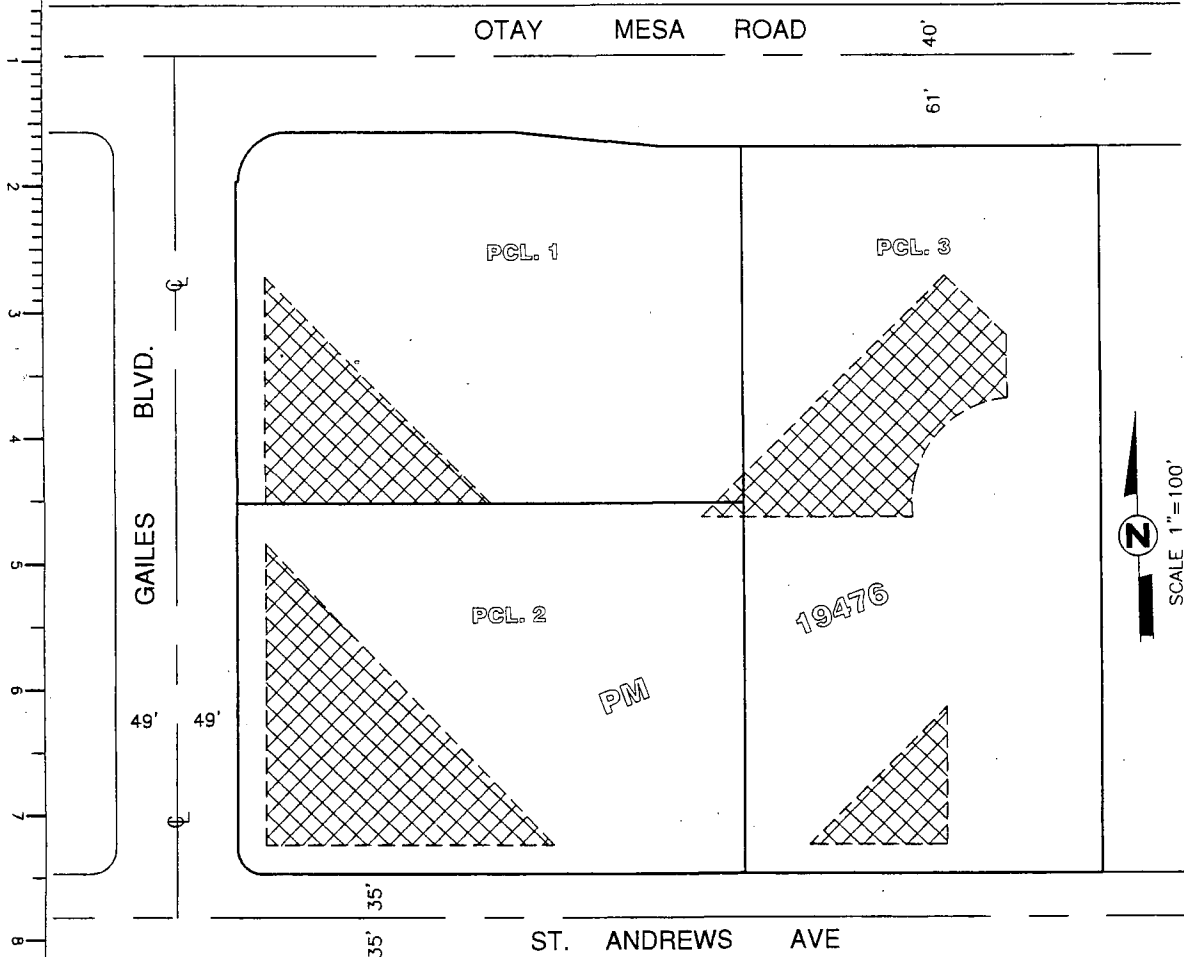 OTAY MESA ROAD
40'
61'
1
2
3
4
5
6
7
8
PCL. 1
PCL. 3
℄
GAILES BLVD.
PCL. 2
19476
PM
N
SCALE 1"=100'
49' 49'
℄
35'
35'
ST. ANDREWS AVE